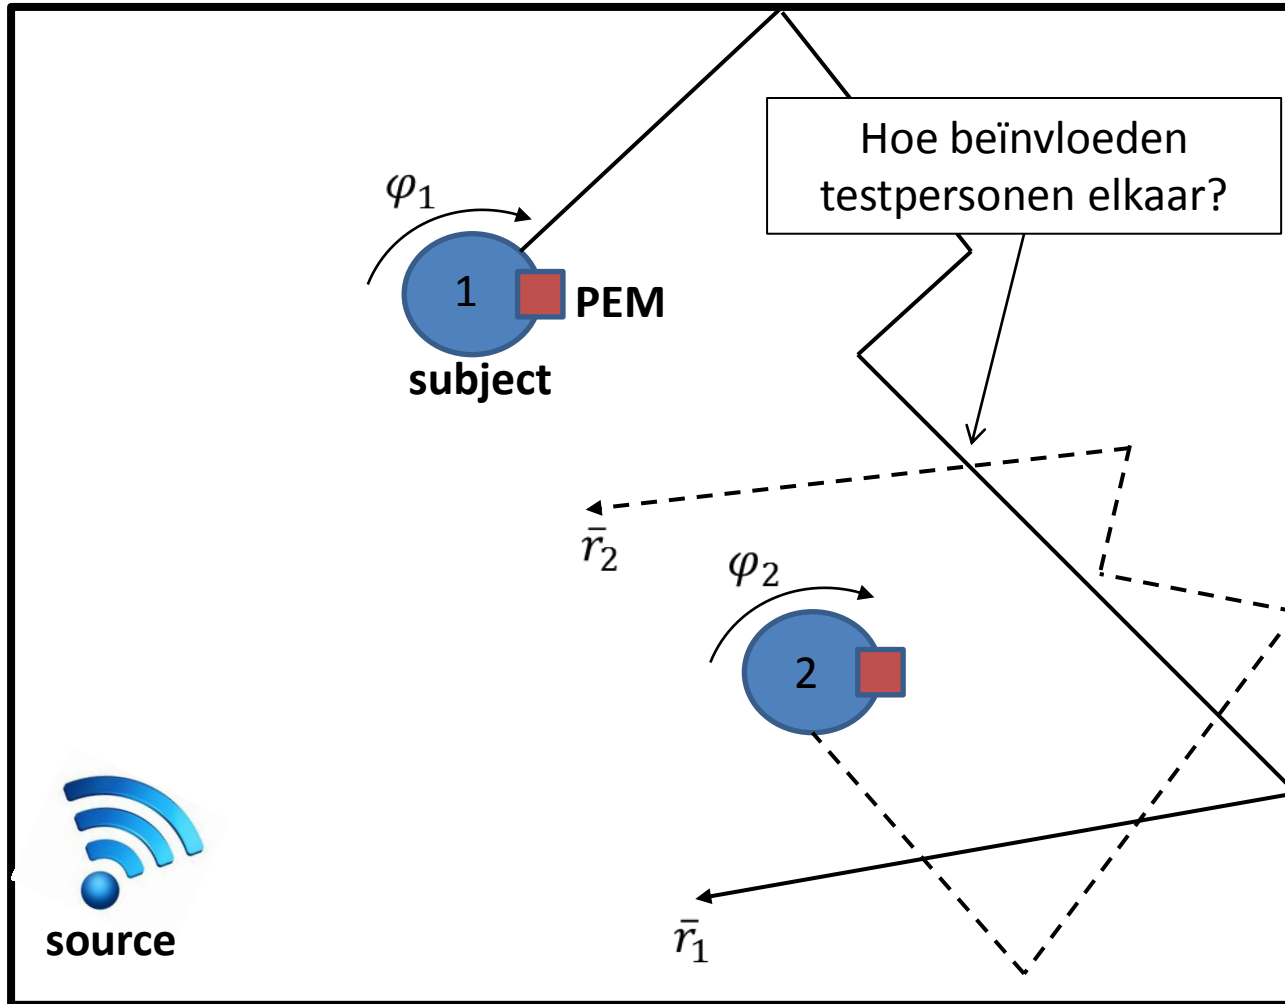 Hoe beïnvloeden
testpersonen elkaar?
φ₁
1
PEM
subject
r̄₂
φ₂
2
r̄₁
source